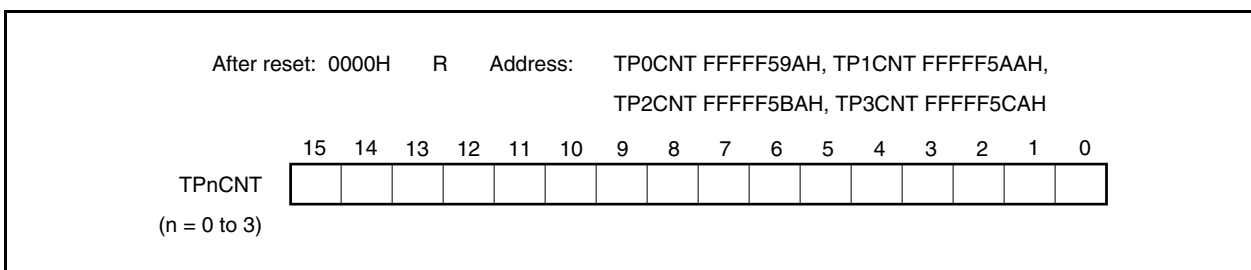 After reset: 0000H R Address: TP0CNT FFFFF59AH, TP1CNT FFFFF5AAH,
TP2CNT FFFFF5BAH, TP3CNT FFFFF5CAH
15 14 13 12 11 10 9 8 7 6 5 4 3 2 1 0
TPnCNT
(n = 0 to 3)